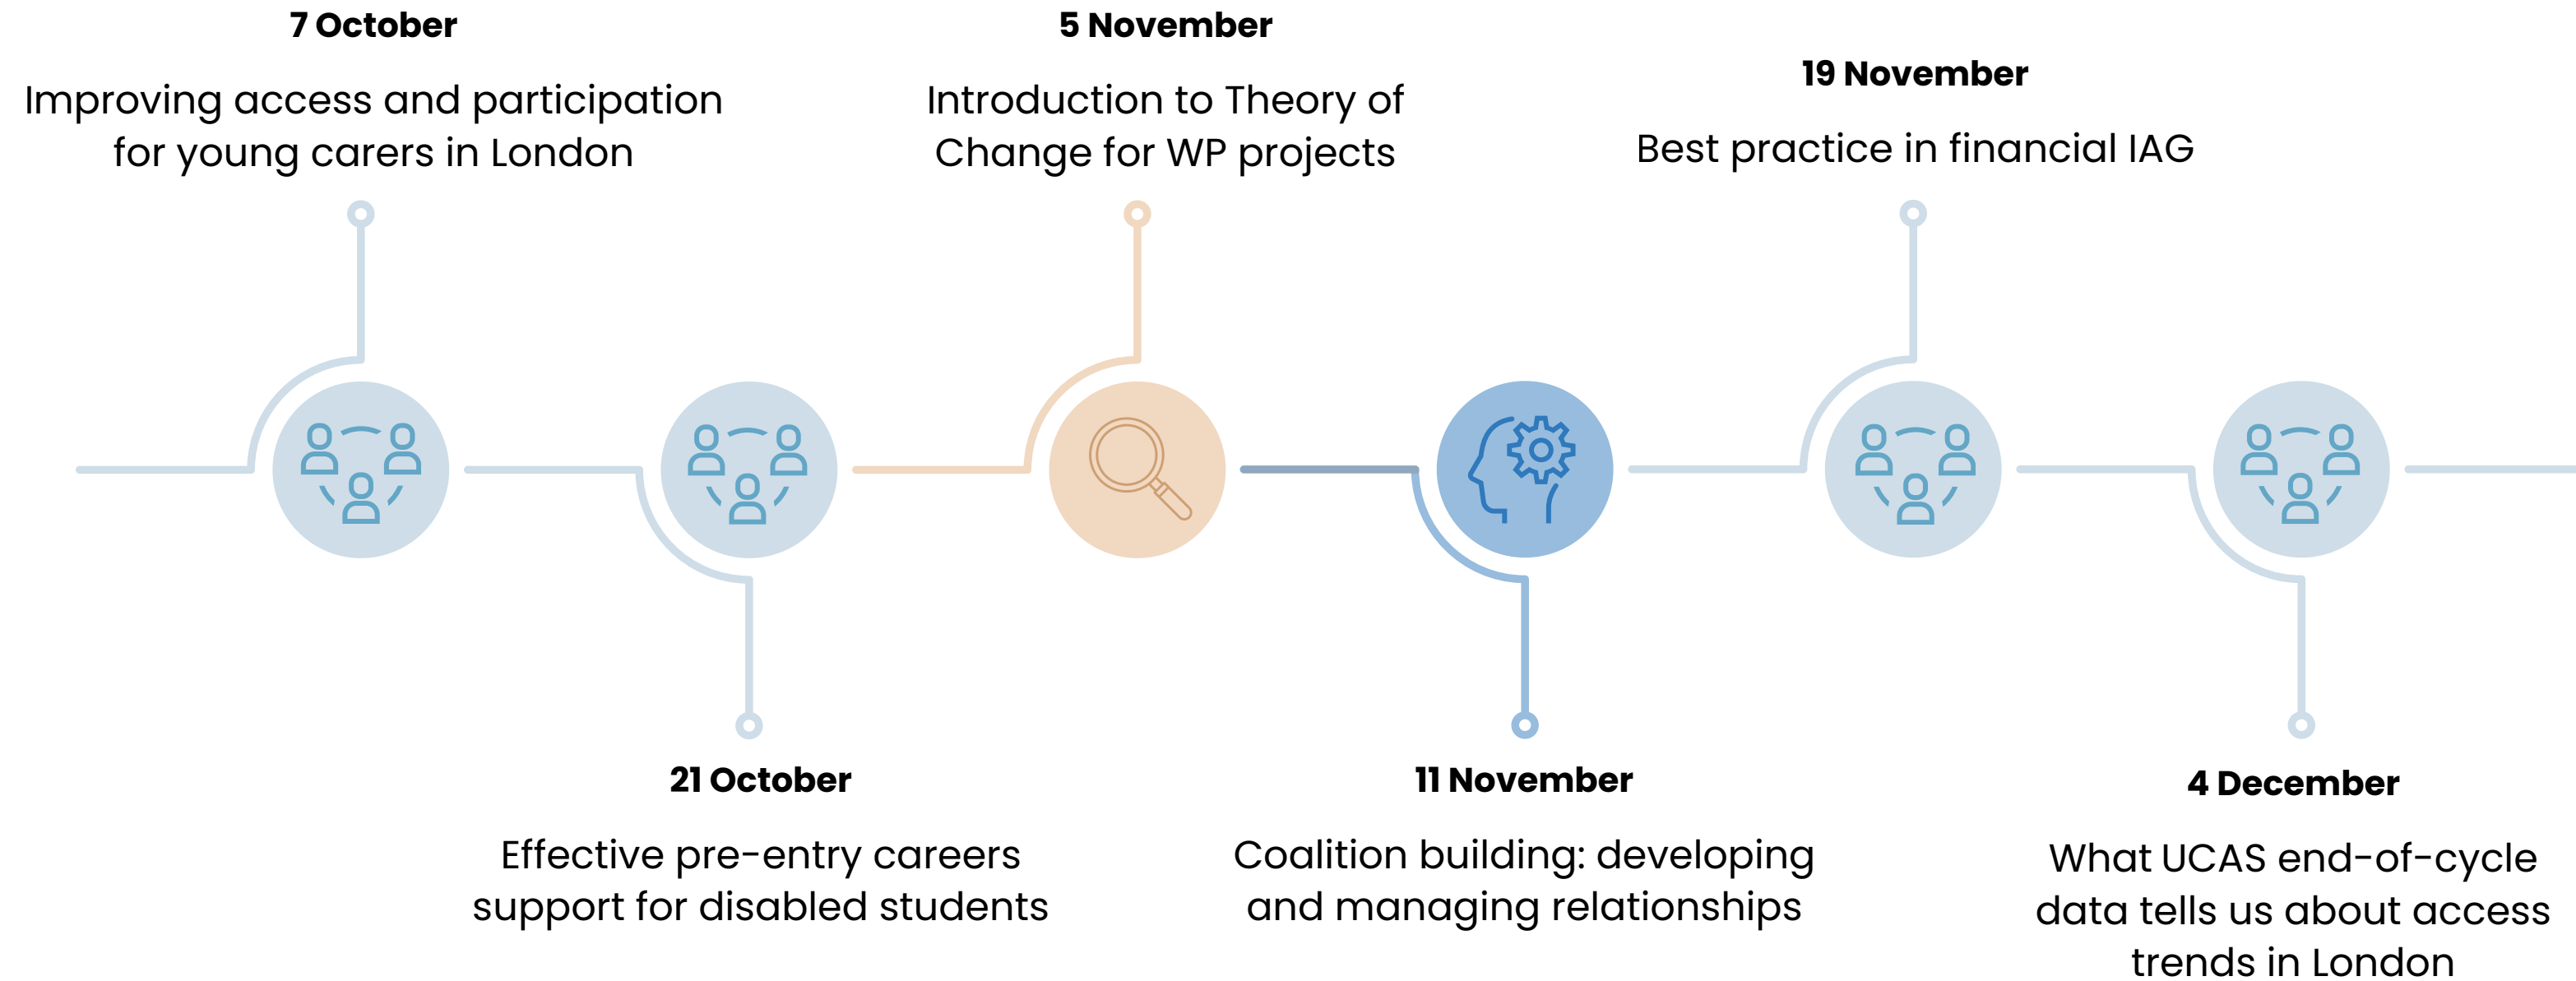 7 October
Improving access and participation
for young carers in London
21 October
Effective pre-entry careers
support for disabled students
5 November
Introduction to Theory of
Change for WP projects
11 November
Coalition building: developing
and managing relationships
19 November
Best practice in financial IAG
4 December
What UCAS end-of-cycle
data tells us about access
trends in London